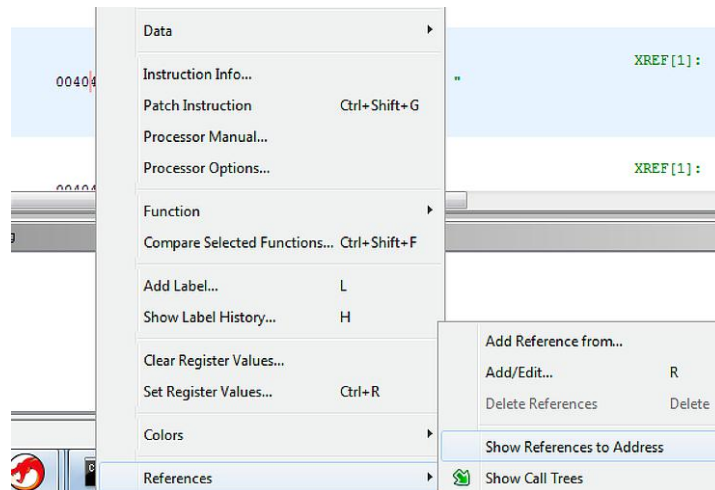 Data
XREF[1]:
Instruction Info...
00404 "
Patch Instruction Ctrl+Shift+G
Processor Manual...
Processor Options...
XREF[1]:
Function
Compare Selected Functions... Ctrl+Shift+F
Add Label... L
Show Label History... H
Add Reference from...
Clear Register Values...
Add/Edit... R
Set Register Values... Ctrl+R
Delete References Delete
Colors
Show References to Address
References
Show Call Trees